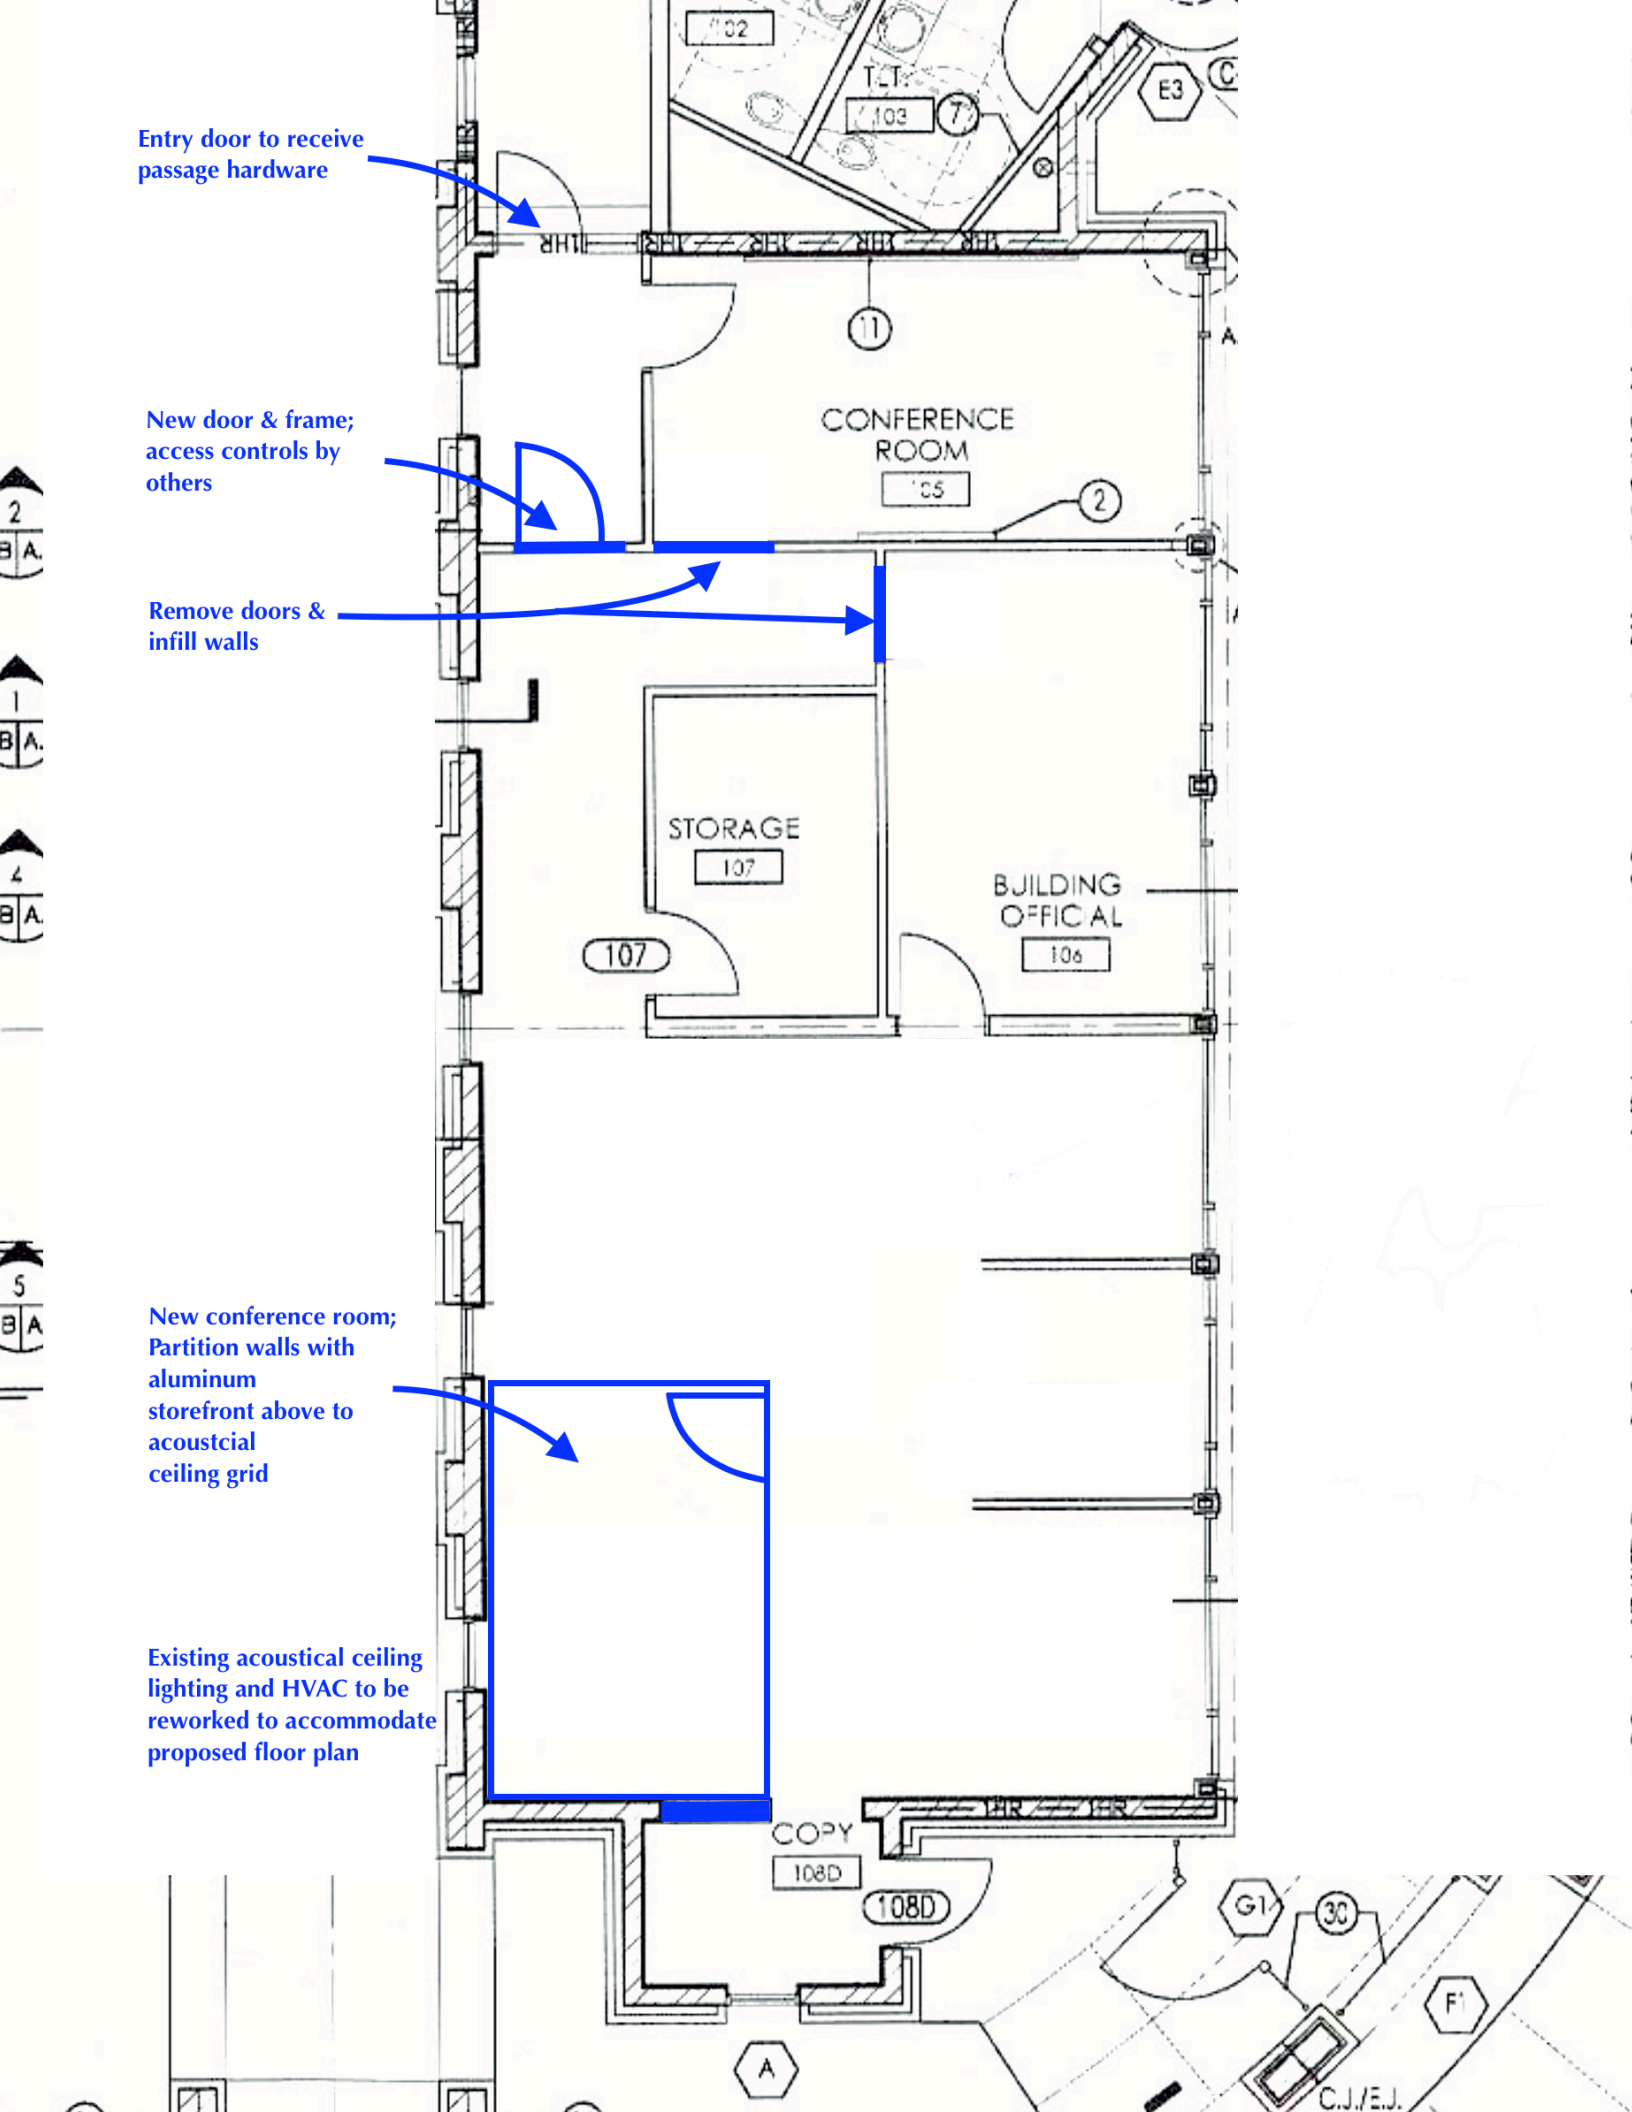 102
TLT.
103
7
E3
C
Entry door to receive
passage hardware
1HR
1HR
1HR
1HR
1HR
11
A
New door & frame;
access controls by
others
CONFERENCE
ROOM
105
2
2
B A.
Remove doors &
infill walls
1
B A.
STORAGE
107
4
B A
BUILDING
OFFICIAL
106
107
5
B A
New conference room;
Partition walls with
aluminum
storefront above to
acoustcial
ceiling grid
Existing acoustical ceiling
lighting and HVAC to be
reworked to accommodate
proposed floor plan
1HR
1HR
COPY
108D
108D
G1
30
F1
A
C.J./E.J.